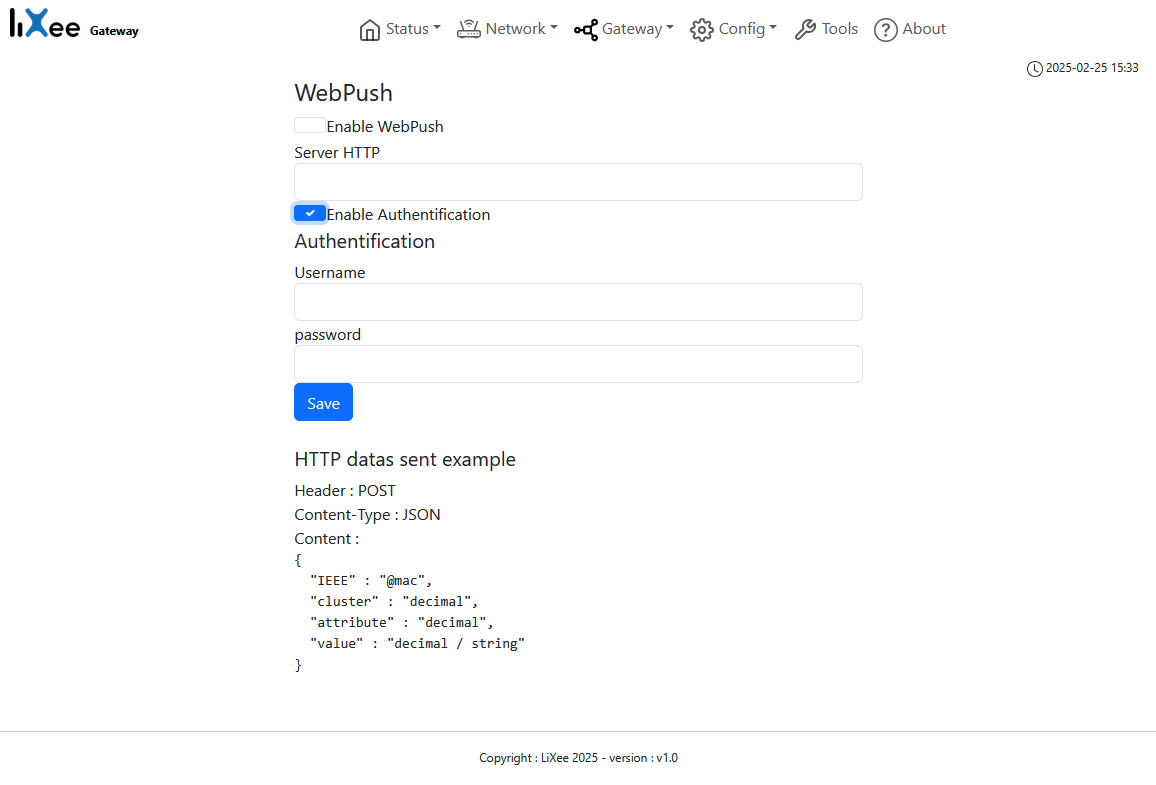 LiXee Gateway
Status Network Gateway Config Tools ? About
2025-02-25 15:33
WebPush
Enable WebPush
Server HTTP
Enable Authentification
Authentification
Username
password
Save
HTTP datas sent example
Header : POST
Content-Type : JSON
Content :
{
  "IEEE" : "@mac",
  "cluster" : "decimal",
  "attribute" : "decimal",
  "value" : "decimal / string"
}
Copyright : LiXee 2025 - version : v1.0